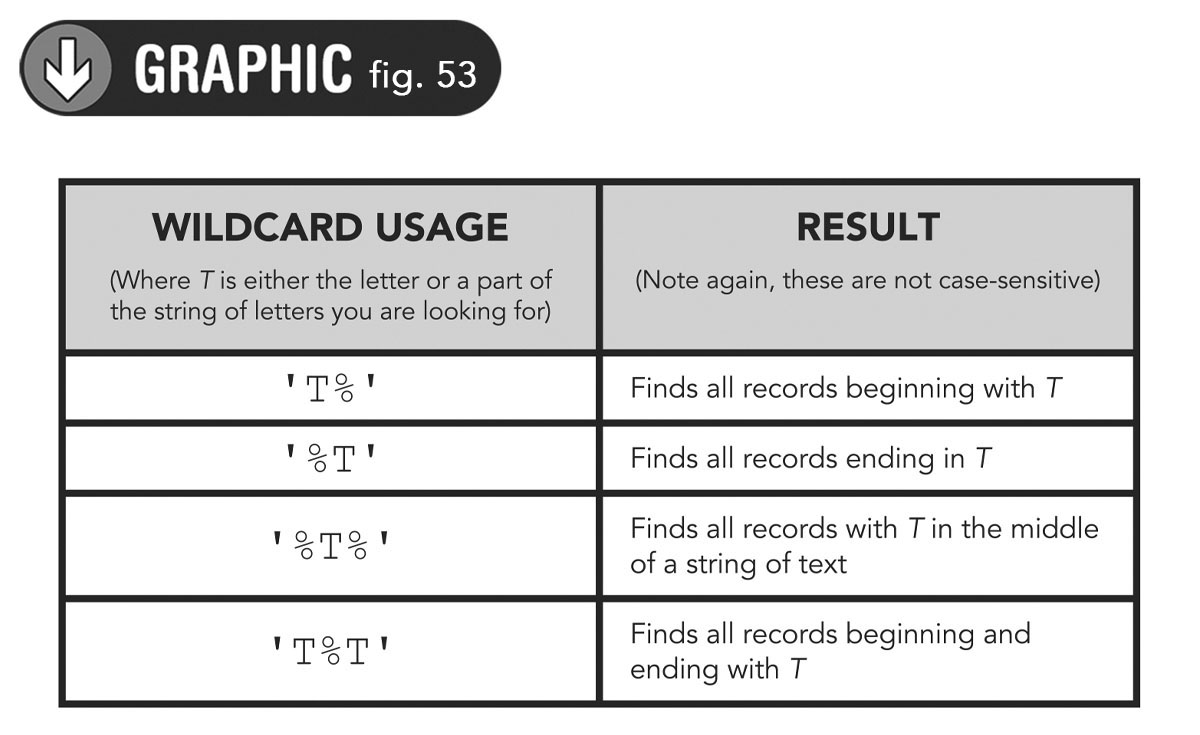 GRAPHIC fig. 53
WILDCARD USAGE
(Where T is either the letter or a part of
the string of letters you are looking for)
RESULT
(Note again, these are not case-sensitive)
'T%'
Finds all records beginning with T
'%T'
Finds all records ending in T
'%T%'
Finds all records with T in the middle
of a string of text
'T%T'
Finds all records beginning and
ending with T